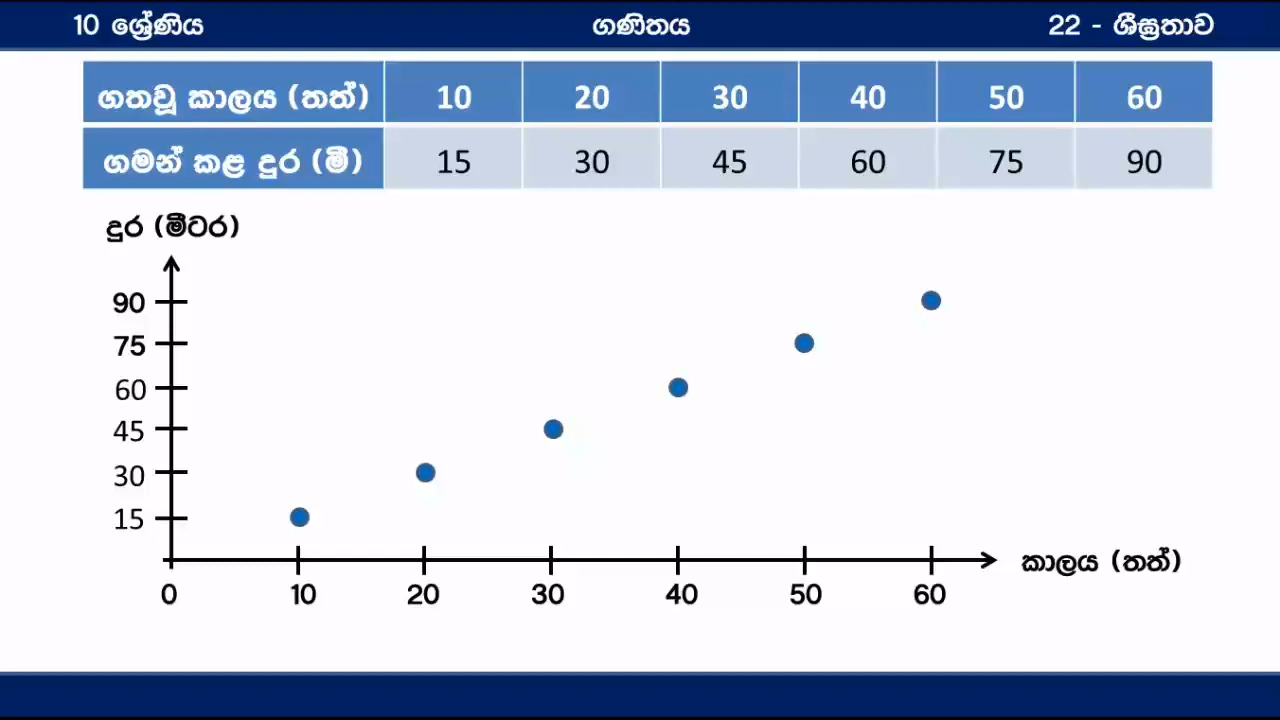 10 ශ්‍රේණිය ගණිතය 22 - ශීඝ්‍රතාව
ගතවූ කාලය (තත්) 10 20 30 40 50 60
ගමන් කළ දුර (මී) 15 30 45 60 75 90
දුර (මීටර)
90
75
60
45
30
15
කාලය (තත්)
0 10 20 30 40 50 60